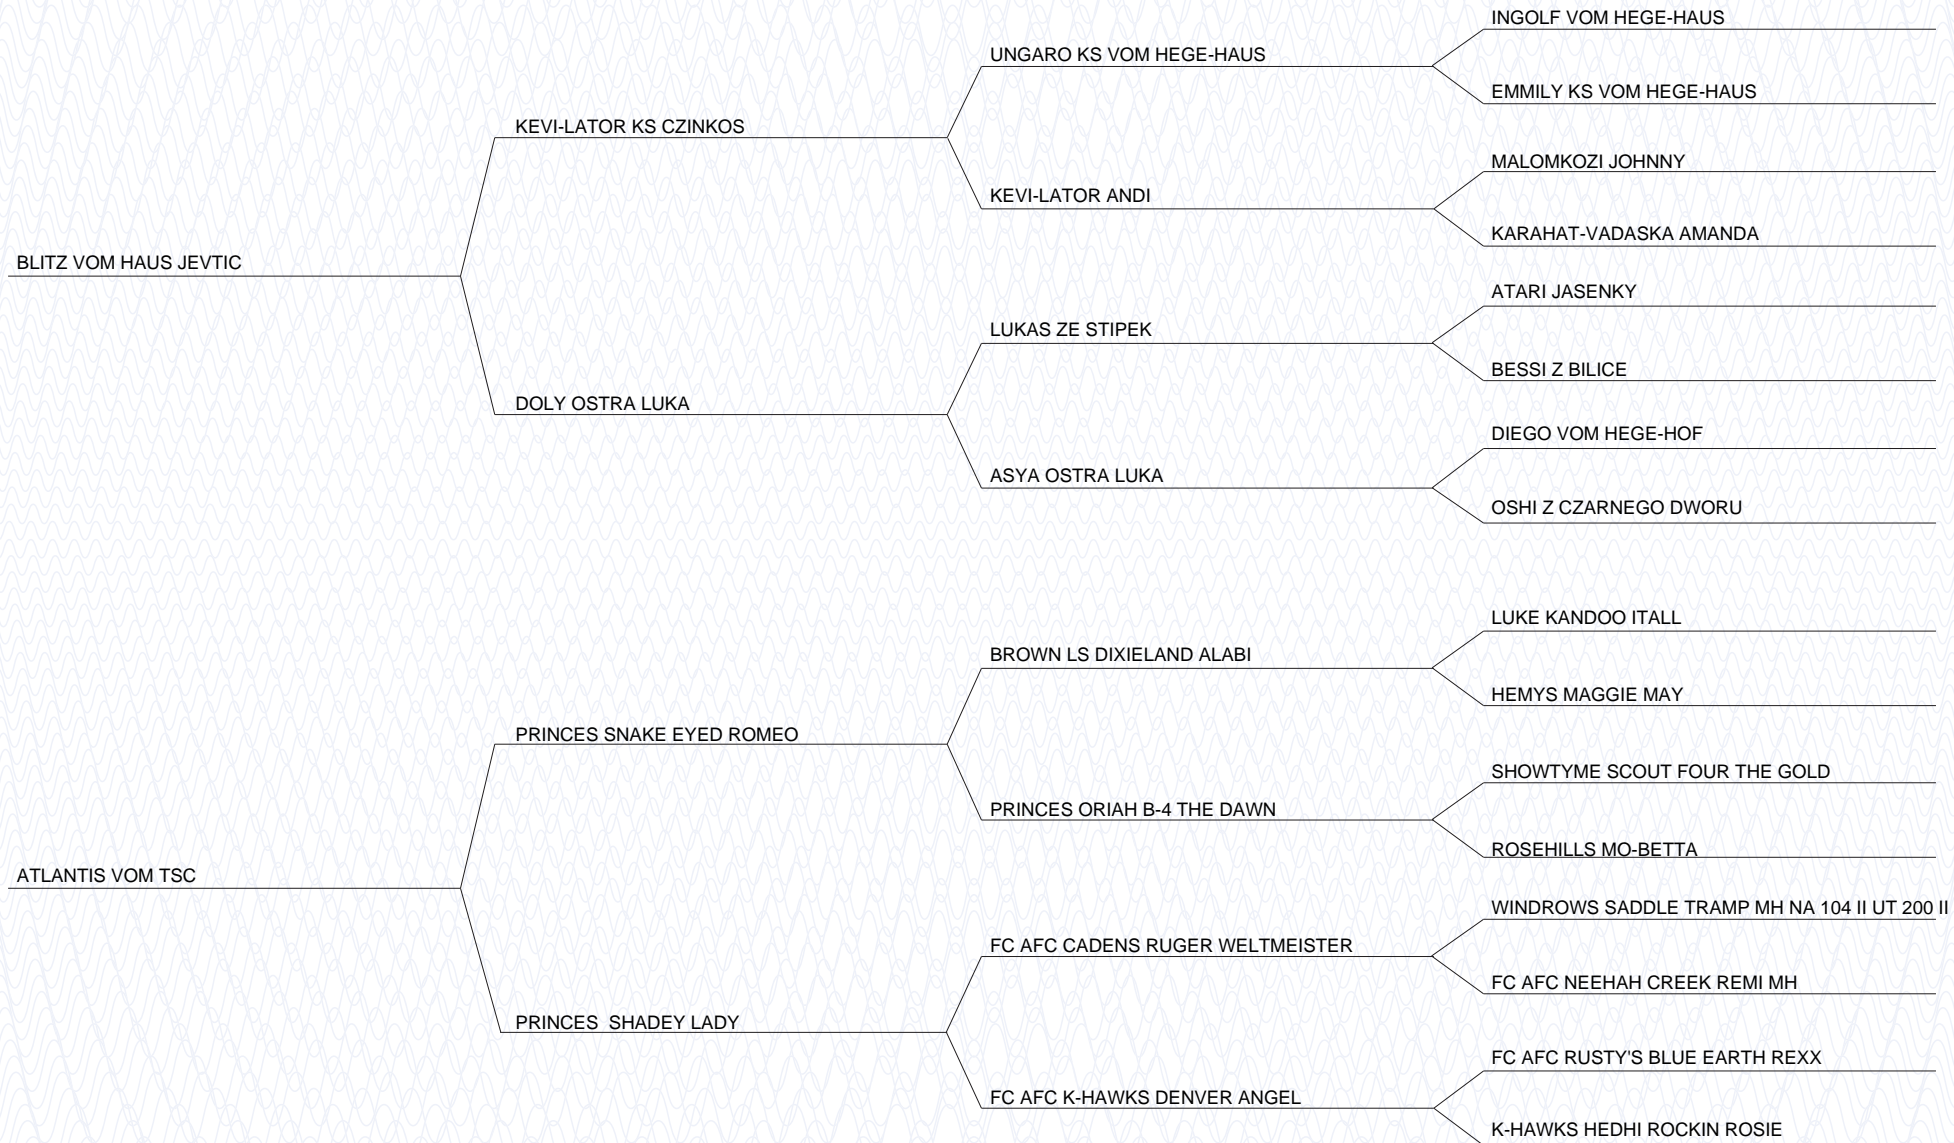 INGOLF VOM HEGE-HAUS
UNGARO KS VOM HEGE-HAUS
EMMILY KS VOM HEGE-HAUS
KEVI-LATOR KS CZINKOS
MALOMKOZI JOHNNY
KEVI-LATOR ANDI
KARAHAT-VADASKA AMANDA
BLITZ VOM HAUS JEVTIC
ATARI JASENKY
LUKAS ZE STIPEK
BESSI Z BILICE
DOLY OSTRA LUKA
DIEGO VOM HEGE-HOF
ASYA OSTRA LUKA
OSHI Z CZARNEGO DWORU
LUKE KANDOO ITALL
BROWN LS DIXIELAND ALABI
HEMYS MAGGIE MAY
PRINCES SNAKE EYED ROMEO
SHOWTYME SCOUT FOUR THE GOLD
PRINCES ORIAH B-4 THE DAWN
ROSEHILLS MO-BETTA
ATLANTIS VOM TSC
WINDROWS SADDLE TRAMP MH NA 104 II UT 200 II
FC AFC CADENS RUGER WELTMEISTER
FC AFC NEEHAH CREEK REMI MH
PRINCES  SHADEY LADY
FC AFC RUSTY'S BLUE EARTH REXX
FC AFC K-HAWKS DENVER ANGEL
K-HAWKS HEDHI ROCKIN ROSIE